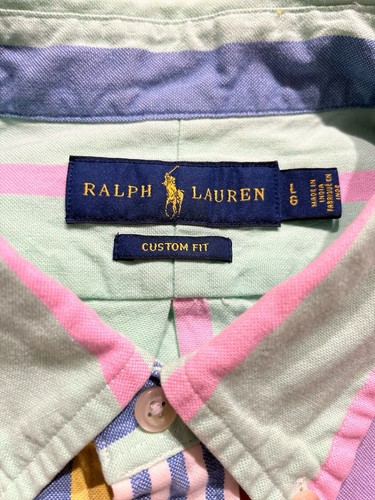 RALPH LAUREN
CUSTOM FIT
LG
MADE IN
INDIA
FABRIQUÉ EN
INDE